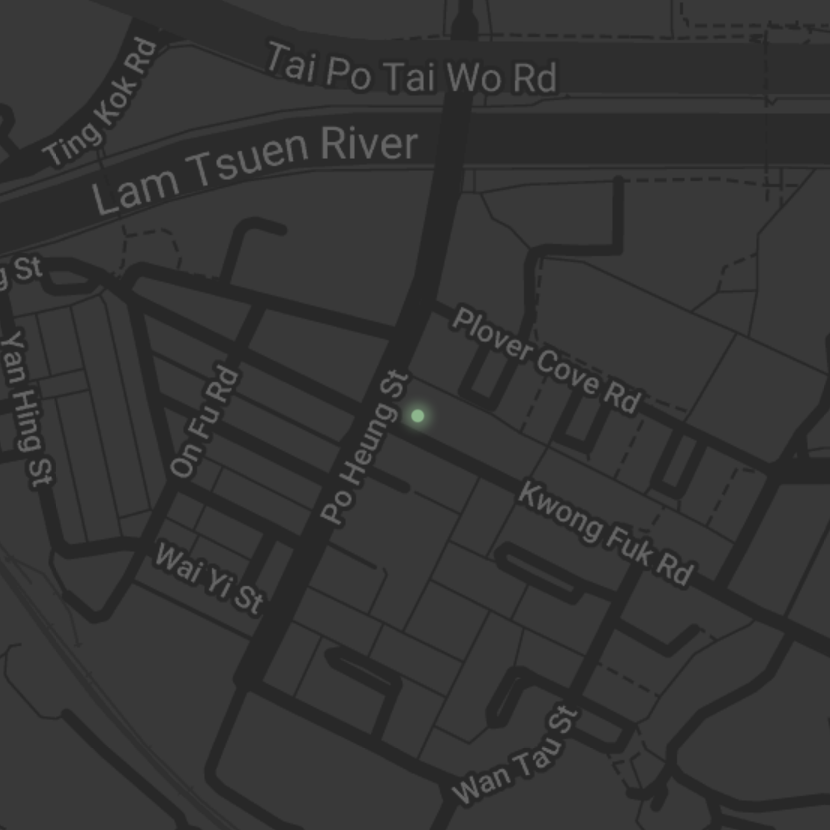 Tai Po Tai Wo Rd
Ting Kok Rd
Lam Tsuen River
g St
Plover Cove Rd
Yan Hing St
On Fu Rd
Po Heung St
Kwong Fuk Rd
Wai Yi St
Wan Tau St